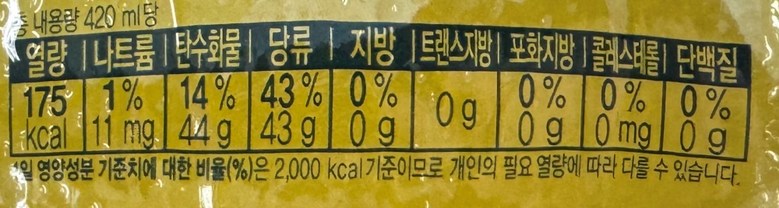 총 내용량 420 ml당
열량 나트륨 탄수화물 당류 지방 트랜스지방 포화지방 콜레스테롤 단백질
175 1% 14% 43% 0% 0g 0% 0% 0%
kcal 11 mg 44 g 43 g 0 g 0 g 0 mg 0 g
1일 영양성분 기준치에 대한 비율(%)은 2,000 kcal 기준이므로 개인의 필요 열량에 따라 다를 수 있습니다.